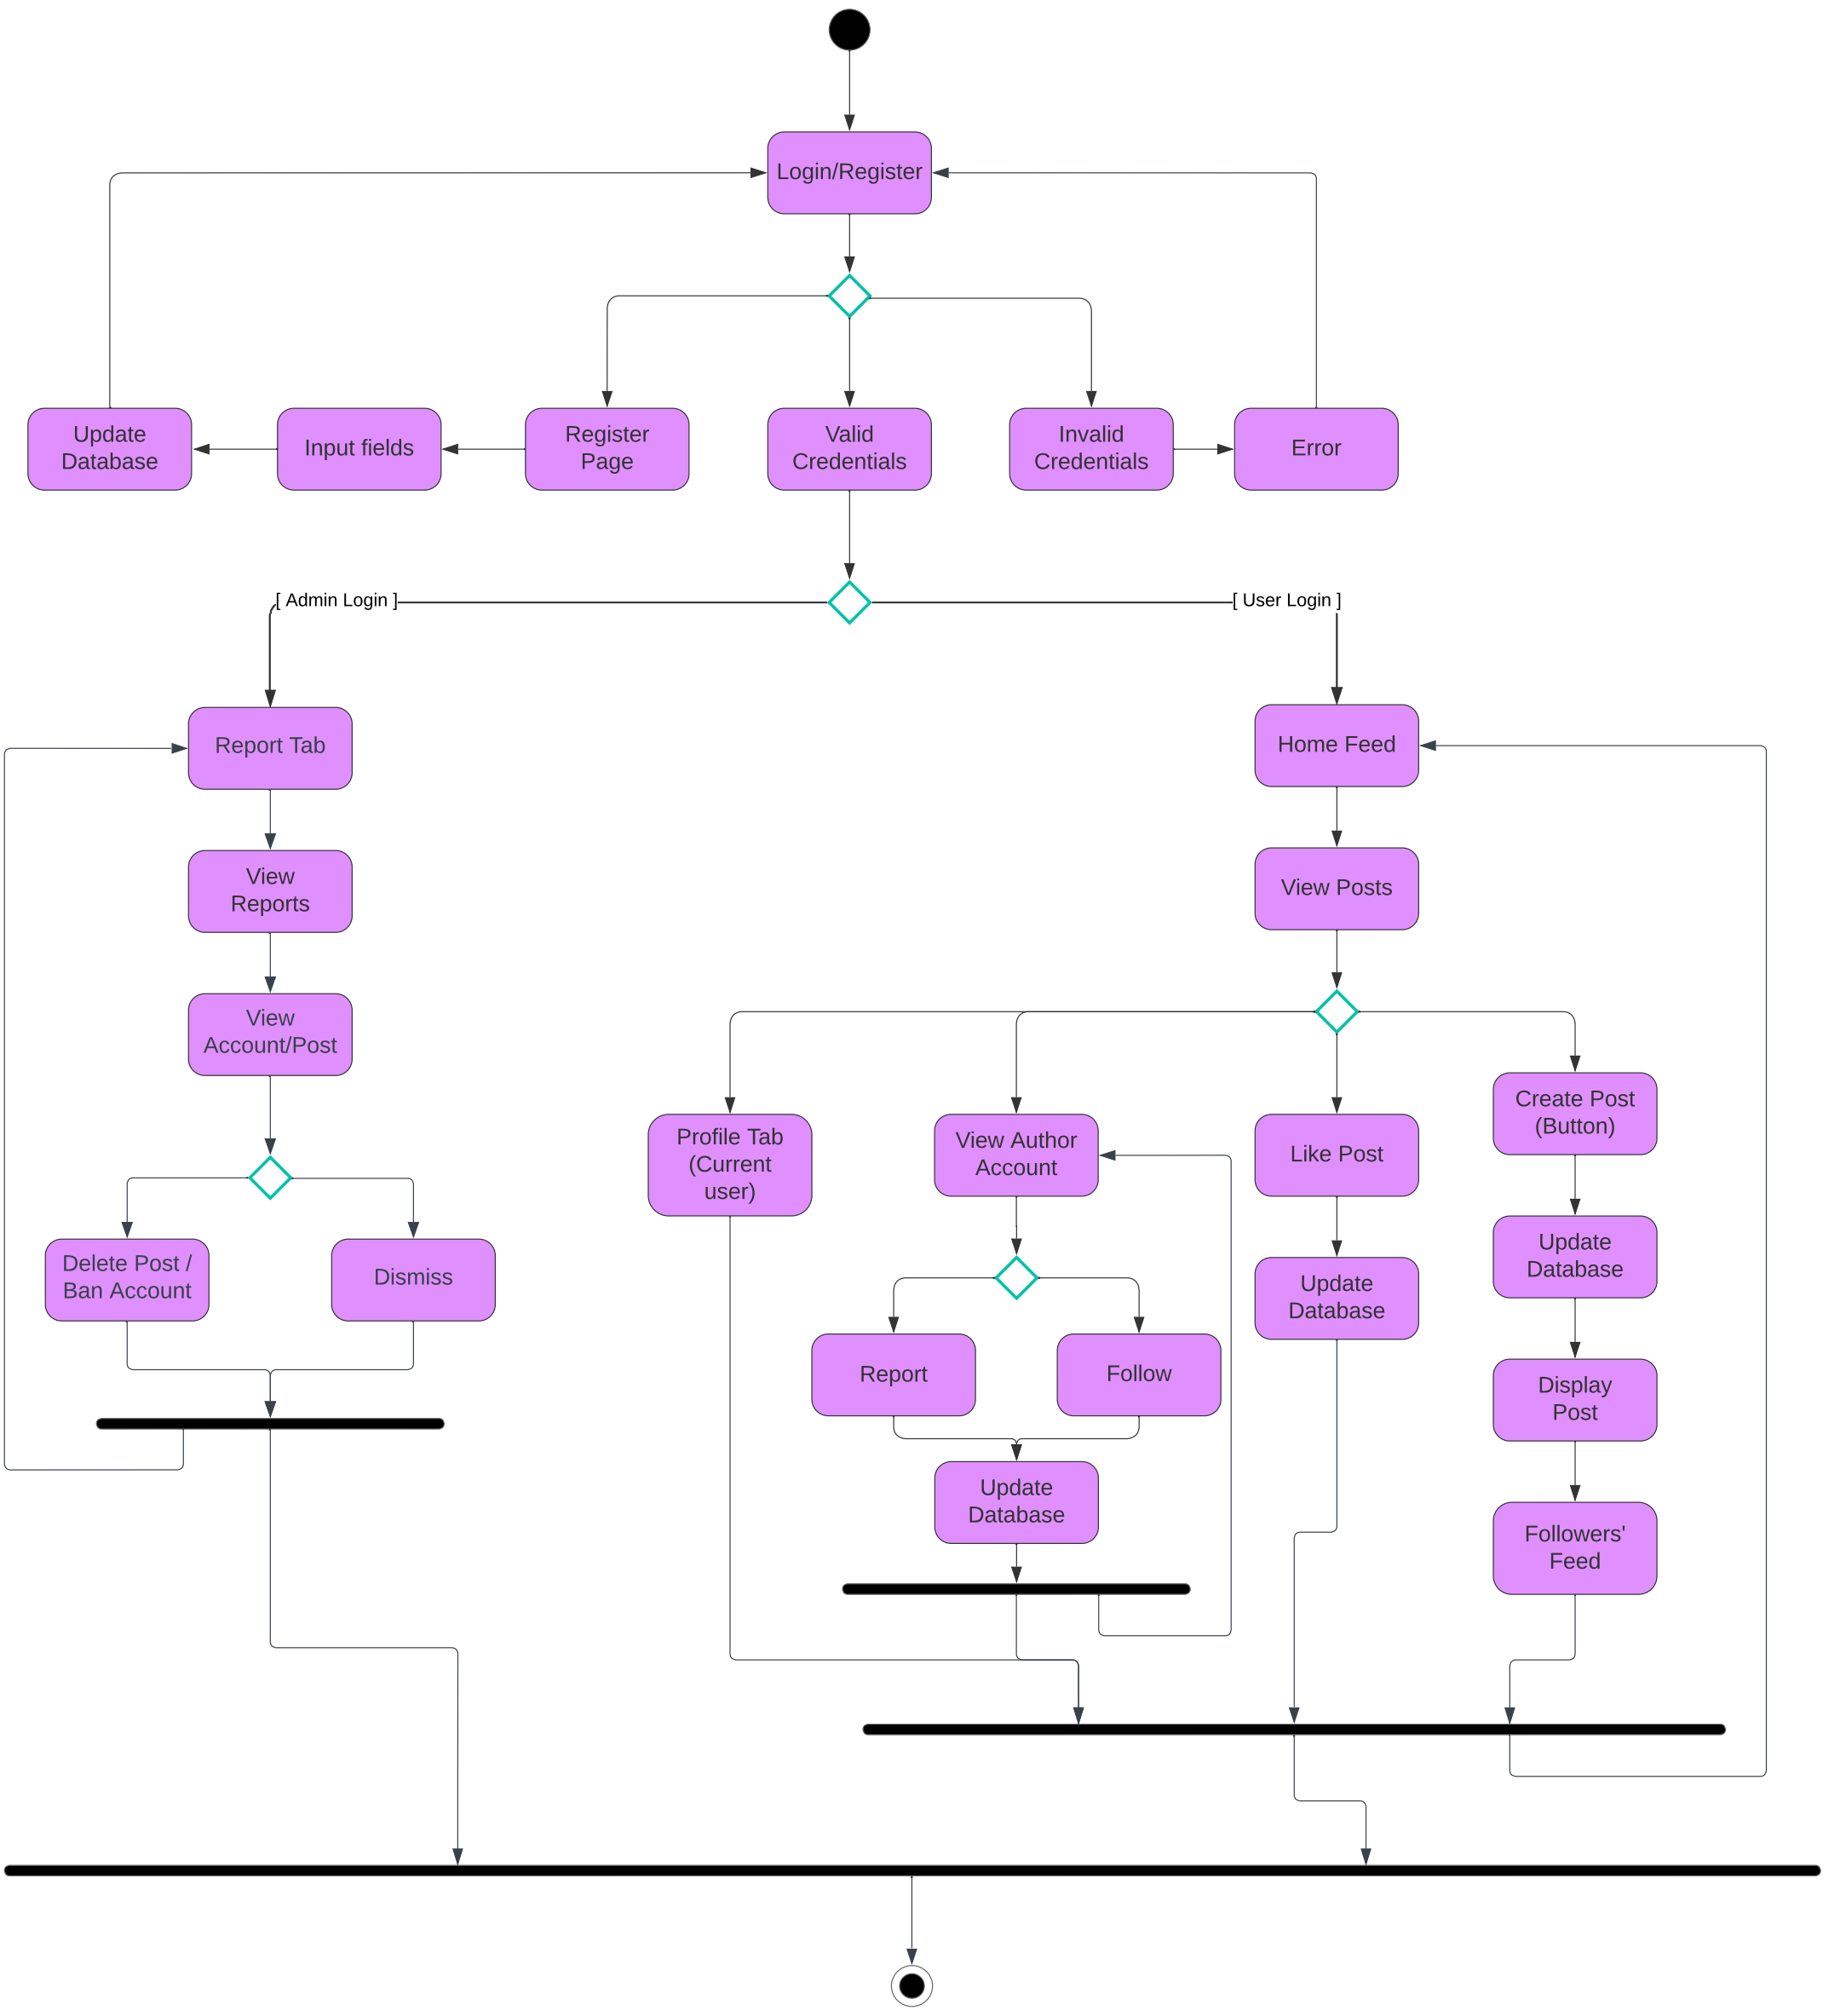 Login/Register
Update
Database
Input fields
Register
Page
Valid
Credentials
Invalid
Credentials
Error
[ Admin Login ]
[ User Login ]
Report Tab
Home Feed
View
Reports
View Posts
View
Account/Post
Profile Tab
(Current
user)
View Author
Account
Like Post
Create Post
(Button)
Delete Post /
Ban Account
Dismiss
Update
Database
Update
Database
Report
Follow
Display
Post
Update
Database
Followers'
Feed